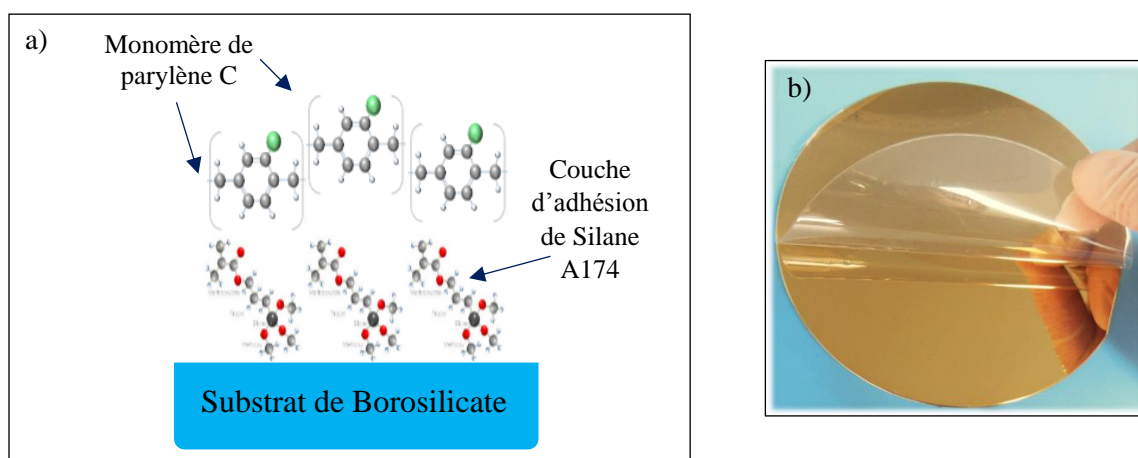 a)
Monomère de
parylène C
Couche
d'adhésion
de Silane
A174
Substrat de Borosilicate
b)